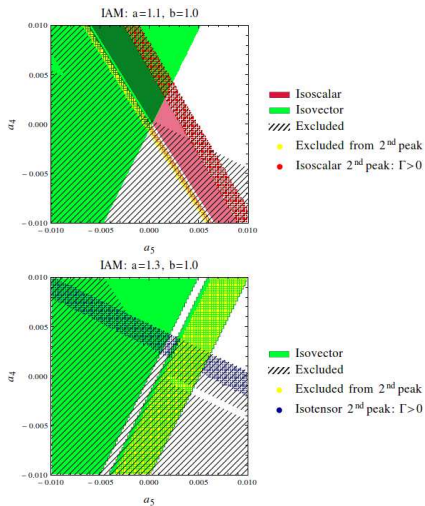 IAM: a=1.1, b=1.0
0.010
0.005
a4
0.000
−0.005
−0.010
−0.010 −0.005 0.000 0.005 0.010
a5
Isoscalar
Isovector
Excluded
Excluded from 2nd peak
Isoscalar 2nd peak: Γ>0
IAM: a=1.3, b=1.0
0.010
0.005
a4
0.000
−0.005
−0.010
−0.010 −0.005 0.000 0.005 0.010
a5
Isovector
Excluded
Excluded from 2nd peak
Isotensor 2nd peak: Γ>0